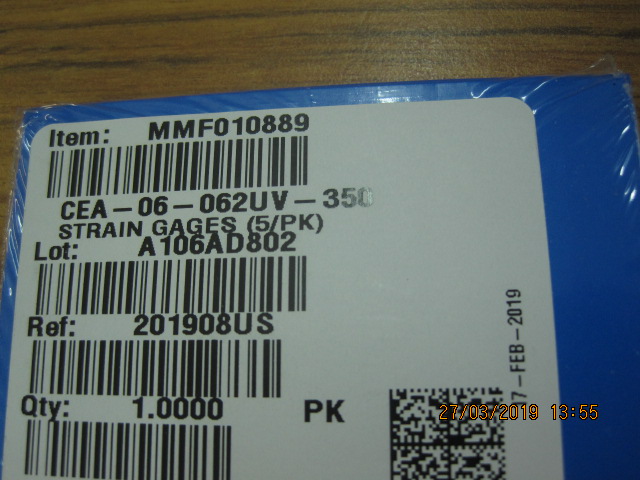 Item: MMF010889
CEA-06-062UV-350
STRAIN GAGES (5/PK)
Lot: A106AD802
Ref: 201908US
Qty: 1.0000 PK
7-FEB-2019
27/03/2019 13:55